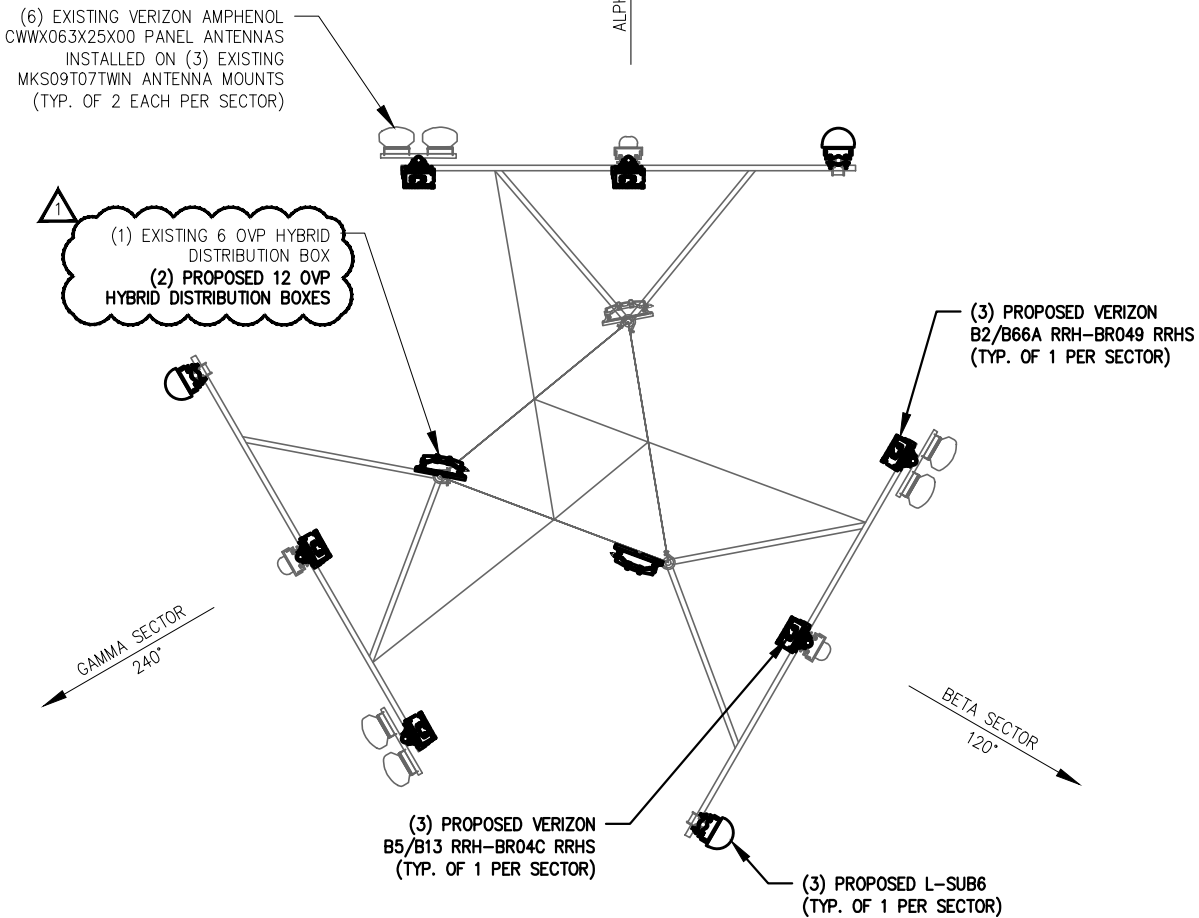 (6) EXISTING VERIZON AMPHENOL
CWWX063X25X00 PANEL ANTENNAS
INSTALLED ON (3) EXISTING
MKS09T07TWIN ANTENNA MOUNTS
(TYP. OF 2 EACH PER SECTOR)
ALPH
1
(1) EXISTING 6 OVP HYBRID
DISTRIBUTION BOX
(2) PROPOSED 12 OVP
HYBRID DISTRIBUTION BOXES
(3) PROPOSED VERIZON
B2/B66A RRH-BR049 RRHS
(TYP. OF 1 PER SECTOR)
GAMMA SECTOR
240°
BETA SECTOR
120°
(3) PROPOSED VERIZON
B5/B13 RRH-BR04C RRHS
(TYP. OF 1 PER SECTOR)
(3) PROPOSED L-SUB6
(TYP. OF 1 PER SECTOR)